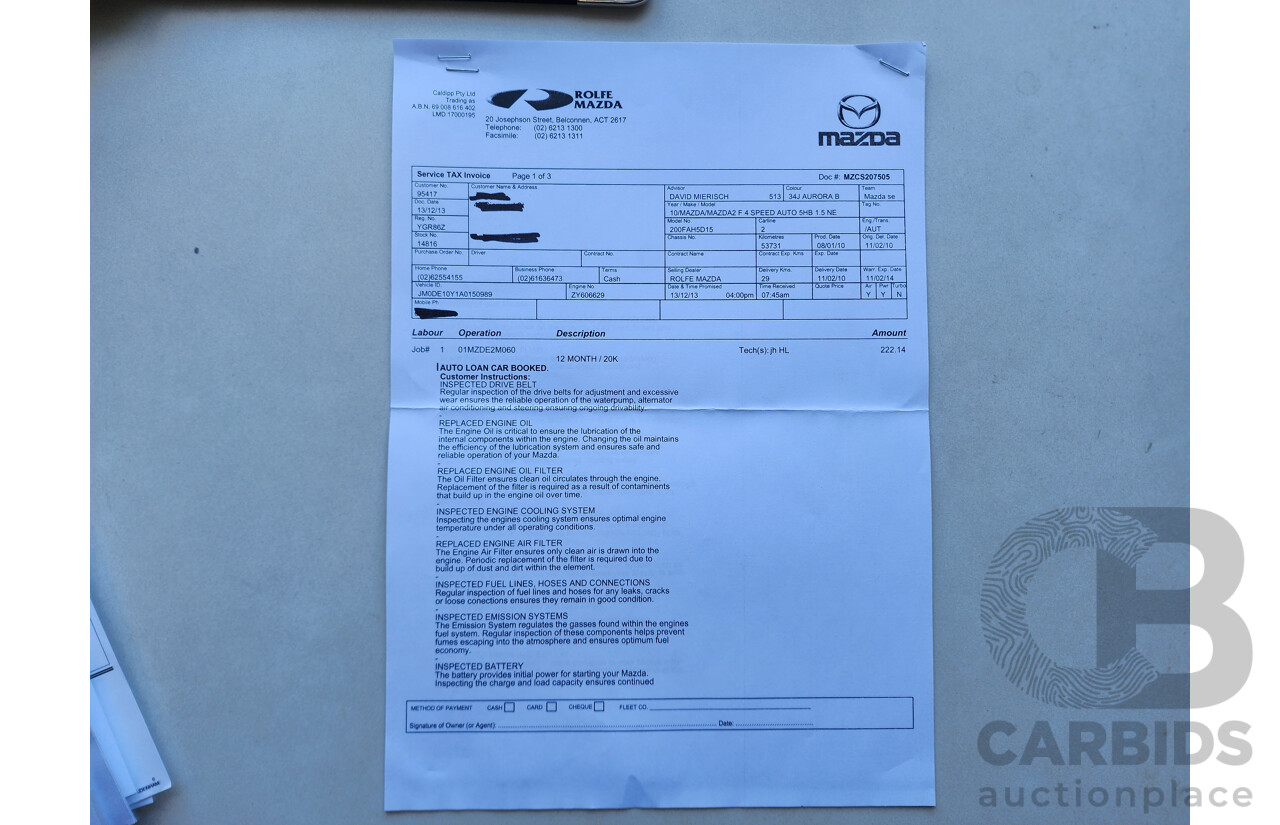 Caldipp Pty Ltd
Trading as
A.B.N. 69 008 616 402
LMD 17000195
ROLFE
MAZDA
20 Josephson Street, Belconnen, ACT 2617
Telephone: (02) 6213 1300
Facsimile: (02) 6213 1311
mazda
Service TAX Invoice Page 1 of 3 Doc #: MZCS207505
Customer No. Customer Name & Address Advisor Colour Team
95417 DAVID MIERISCH 513 34J AURORA B Mazda se
Doc. Date Year / Make / Model Tag No.
13/12/13 10/MAZDA/MAZDA2 F 4 SPEED AUTO 5HB 1.5 NE
Reg. No. Model No. Carline Eng./Trans.
YGR86Z 200FAH5D15 2 /AUT
Stock No. Chassis No. Kilometres Prod. Date Orig. Del. Date
14816 53731 08/01/10 11/02/10
Purchase Order No. Driver Contract No. Contract Name Contract Exp. Kms Exp. Date
Home Phone Business Phone Terms Selling Dealer Delivery Kms. Delivery Date Warr. Exp. Date
(02)62554155 (02)61636473 Cash ROLFE MAZDA 29 11/02/10 11/02/14
Vehicle ID. Engine No. Date & Time Promised Time Received Quote Price Air Pwr Turbo
JM0DE10Y1A0150989 ZY606629 13/12/13 04:00pm 07:45am Y Y N
Mobile Ph
Labour Operation Description Amount
Job# 1 01MZDE2M060 Tech(s): jh HL 222.14
12 MONTH / 20K
AUTO LOAN CAR BOOKED.
Customer Instructions:
INSPECTED DRIVE BELT
Regular inspection of the drive belts for adjustment and excessive
wear ensures the reliable operation of the waterpump, alternator
air conditioning and steering ensuring ongoing drivability.
-
REPLACED ENGINE OIL
The Engine Oil is critical to ensure the lubrication of the
internal components within the engine. Changing the oil maintains
the efficiency of the lubrication system and ensures safe and
reliable operation of your Mazda.
-
REPLACED ENGINE OIL FILTER
The Oil Filter ensures clean oil circulates through the engine.
Replacement of the filter is required as a result of contaminents
that build up in the engine oil over time.
-
INSPECTED ENGINE COOLING SYSTEM
Inspecting the engines cooling system ensures optimal engine
temperature under all operating conditions.
-
REPLACED ENGINE AIR FILTER
The Engine Air Filter ensures only clean air is drawn into the
engine. Periodic replacement of the filter is required due to
build up of dust and dirt within the element.
-
INSPECTED FUEL LINES, HOSES AND CONNECTIONS
Regular inspection of fuel lines and hoses for any leaks, cracks
or loose conections ensures they remain in good condition.
-
INSPECTED EMISSION SYSTEMS
The Emission System regulates the gasses found within the engines
fuel system. Regular inspection of these components helps prevent
fumes escaping into the atmosphere and ensures optimum fuel
economy.
-
INSPECTED BATTERY
The battery provides initial power for starting your Mazda.
Inspecting the charge and load capacity ensures continued
METHOD OF PAYMENT CASH CARD CHEQUE FLEET CO.
Signature of Owner (or Agent): Date:
CB
CARBIDS
auctionplace